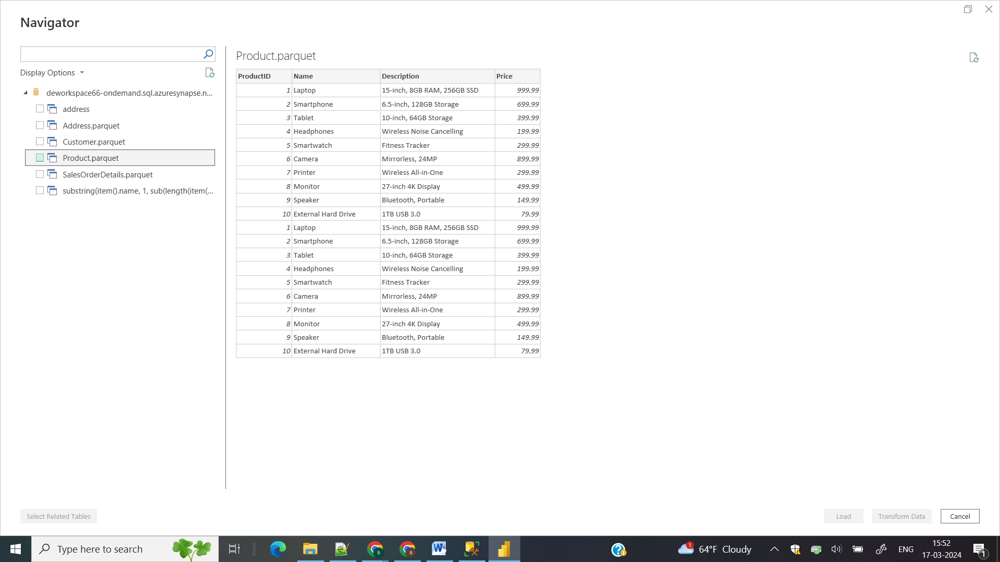 Navigator
Display Options
deworkspace66-ondemand.sql.azuresynapse.n...
address
Address.parquet
Customer.parquet
Product.parquet
SalesOrderDetails.parquet
substring(item().name, 1, sub(length(item(...
Product.parquet
ProductID Name Description Price
1 Laptop 15-inch, 8GB RAM, 256GB SSD 999.99
2 Smartphone 6.5-inch, 128GB Storage 699.99
3 Tablet 10-inch, 64GB Storage 399.99
4 Headphones Wireless Noise Cancelling 199.99
5 Smartwatch Fitness Tracker 299.99
6 Camera Mirrorless, 24MP 899.99
7 Printer Wireless All-in-One 299.99
8 Monitor 27-inch 4K Display 499.99
9 Speaker Bluetooth, Portable 149.99
10 External Hard Drive 1TB USB 3.0 79.99
1 Laptop 15-inch, 8GB RAM, 256GB SSD 999.99
2 Smartphone 6.5-inch, 128GB Storage 699.99
3 Tablet 10-inch, 64GB Storage 399.99
4 Headphones Wireless Noise Cancelling 199.99
5 Smartwatch Fitness Tracker 299.99
6 Camera Mirrorless, 24MP 899.99
7 Printer Wireless All-in-One 299.99
8 Monitor 27-inch 4K Display 499.99
9 Speaker Bluetooth, Portable 149.99
10 External Hard Drive 1TB USB 3.0 79.99
Select Related Tables
Load
Transform Data
Cancel
Type here to search
1
64°F Cloudy
ENG
15:52
17-03-2024
1